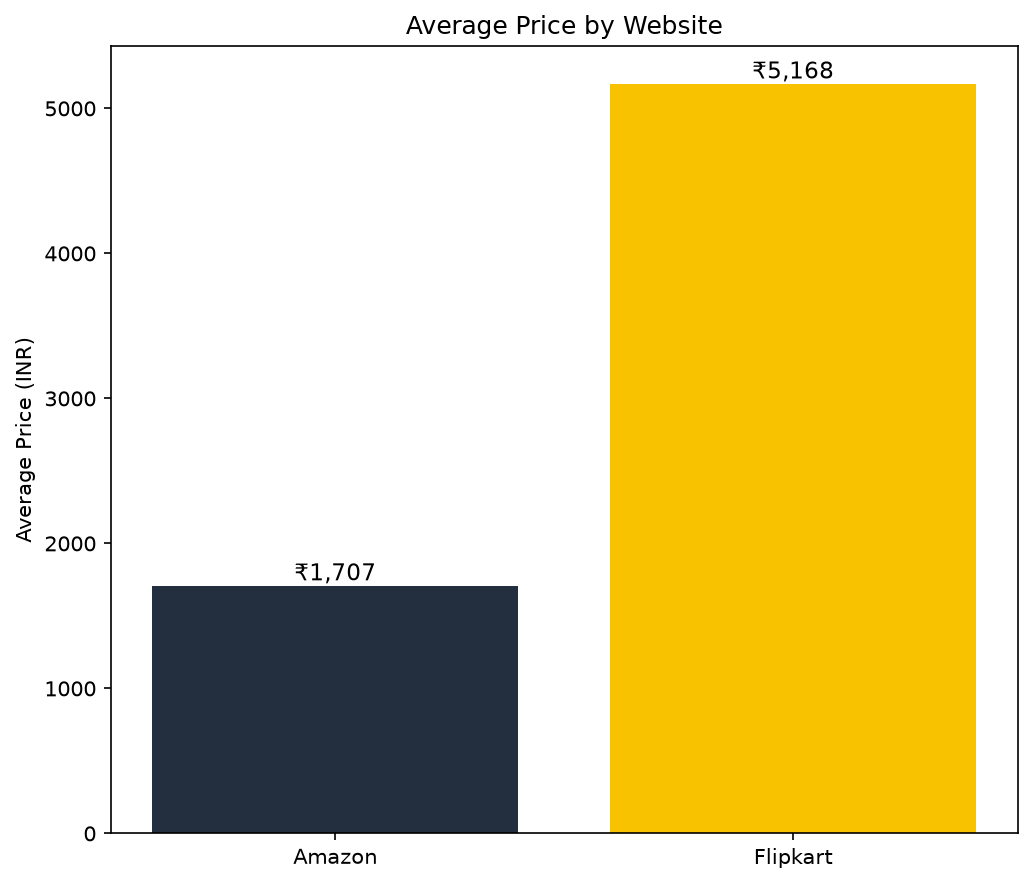 Average Price by Website
₹5,168
5000
4000
3000
2000
1000
0
Average Price (INR)
₹1,707
Amazon
Flipkart